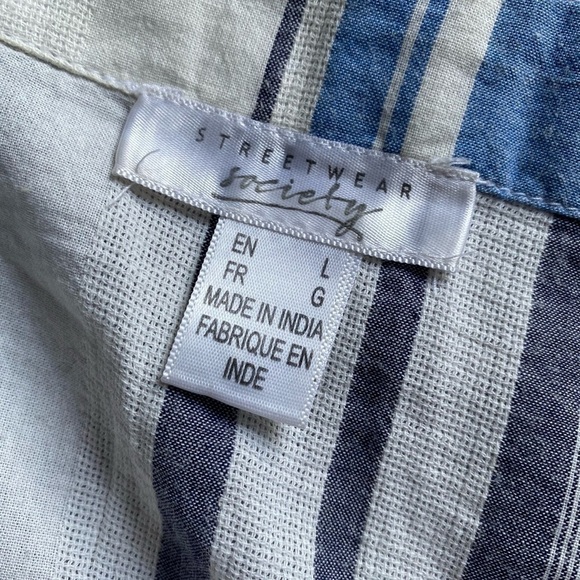 STREETWEAR
society
EN L
FR G
MADE IN INDIA
FABRIQUE EN
INDE